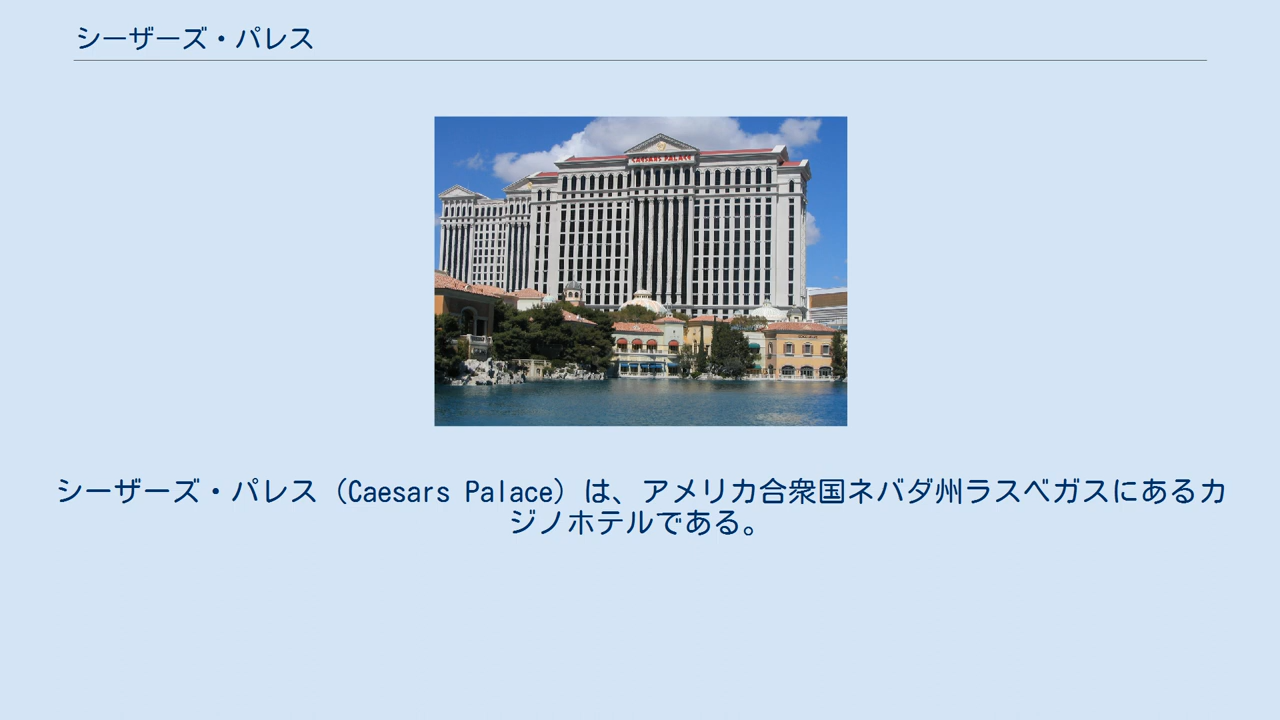 シーザーズ・パレス
CAESARS PALACE
シーザーズ・パレス（Caesars Palace）は、アメリカ合衆国ネバダ州ラスベガスにあるカ
ジノホテルである。